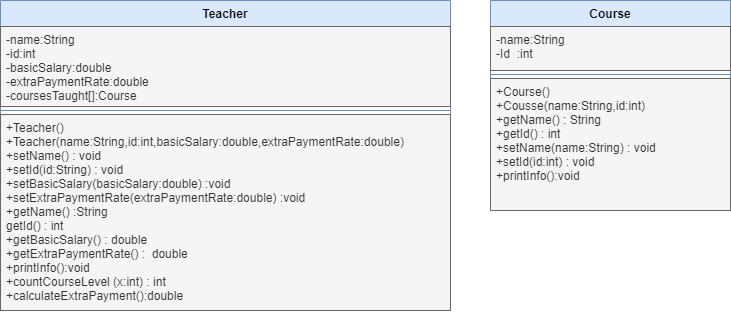 Teacher
-name:String
-id:int
-basicSalary:double
-extraPaymentRate:double
-coursesTaught[]:Course
+Teacher()
+Teacher(name:String,id:int,basicSalary:double,extraPaymentRate:double)
+setName() : void
+setId(id:String) : void
+setBasicSalary(basicSalary:double) :void
+setExtraPaymentRate(extraPaymentRate:double) :void
+getName() :String
getId() : int
+getBasicSalary() : double
+getExtraPaymentRate() :  double
+printInfo():void
+countCourseLevel (x:int) : int
+calculateExtraPayment():double
Course
-name:String
-Id  :int
+Course()
+Cousse(name:String,id:int)
+getName() : String
+getId() : int
+setName(name:String) : void
+setId(id:int) : void
+printInfo():void